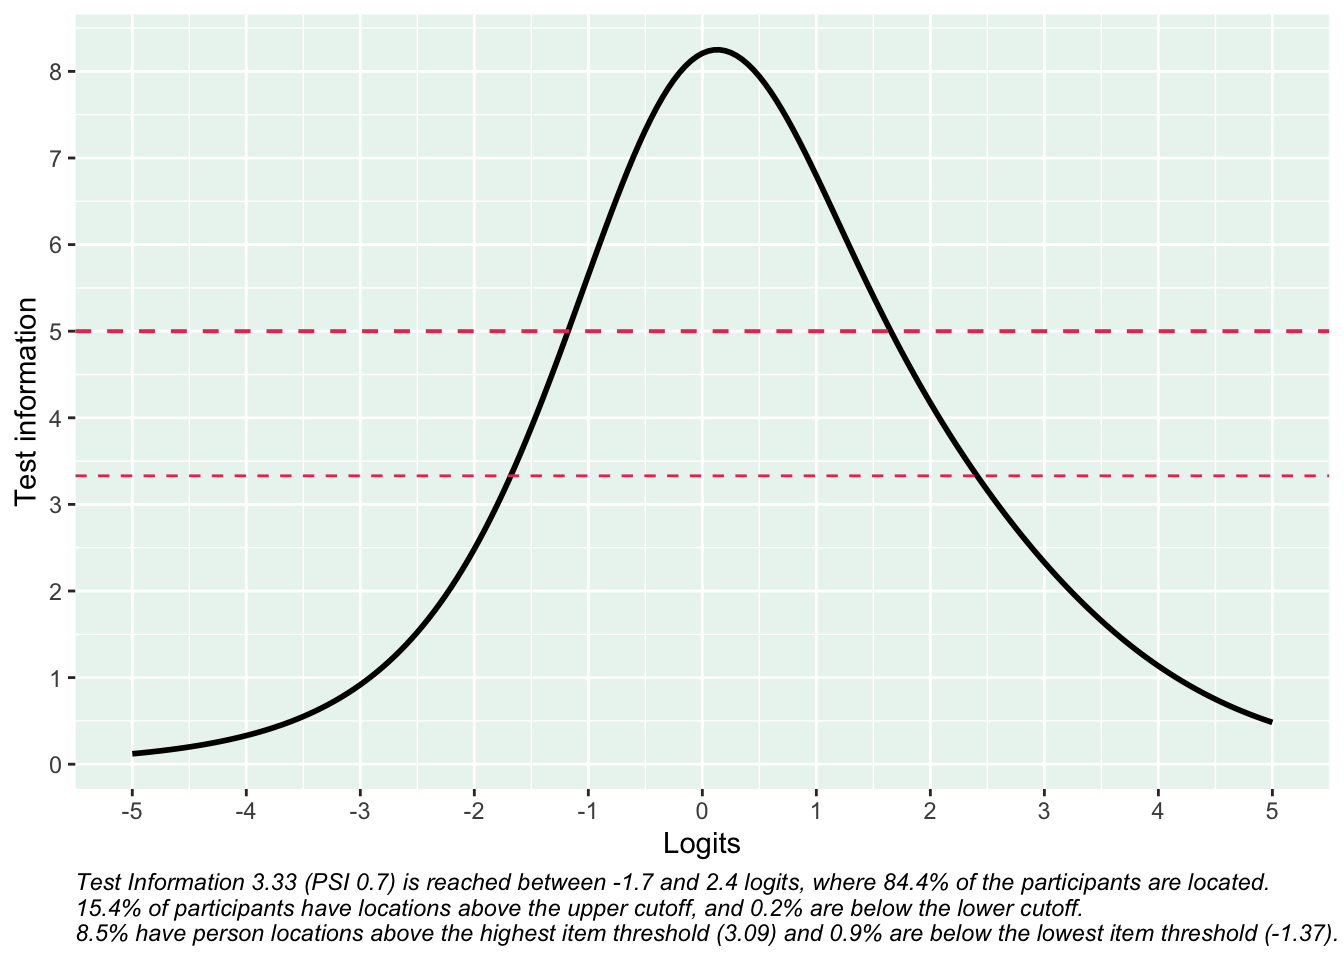 8
7
6
5
4
3
2
1
0
Test information
-5 -4 -3 -2 -1 0 1 2 3 4 5
Logits
Test Information 3.33 (PSI 0.7) is reached between -1.7 and 2.4 logits, where 84.4% of the participants are located.
15.4% of participants have locations above the upper cutoff, and 0.2% are below the lower cutoff.
8.5% have person locations above the highest item threshold (3.09) and 0.9% are below the lowest item threshold (-1.37).